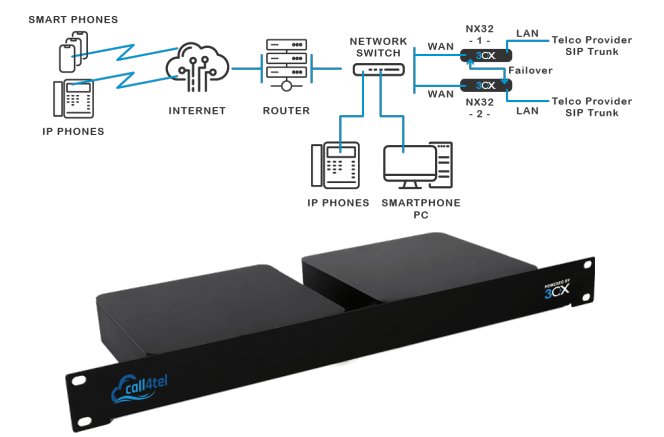 SMART PHONES
IP PHONES
INTERNET
ROUTER
NETWORK
SWITCH
WAN
NX32
- 1 -
3CX
LAN
Telco Provider
SIP Trunk
Failover
WAN
3CX
NX32
- 2 -
LAN
Telco Provider
SIP Trunk
IP PHONES
SMARTPHONE
PC
POWERED BY
3CX
call4tel